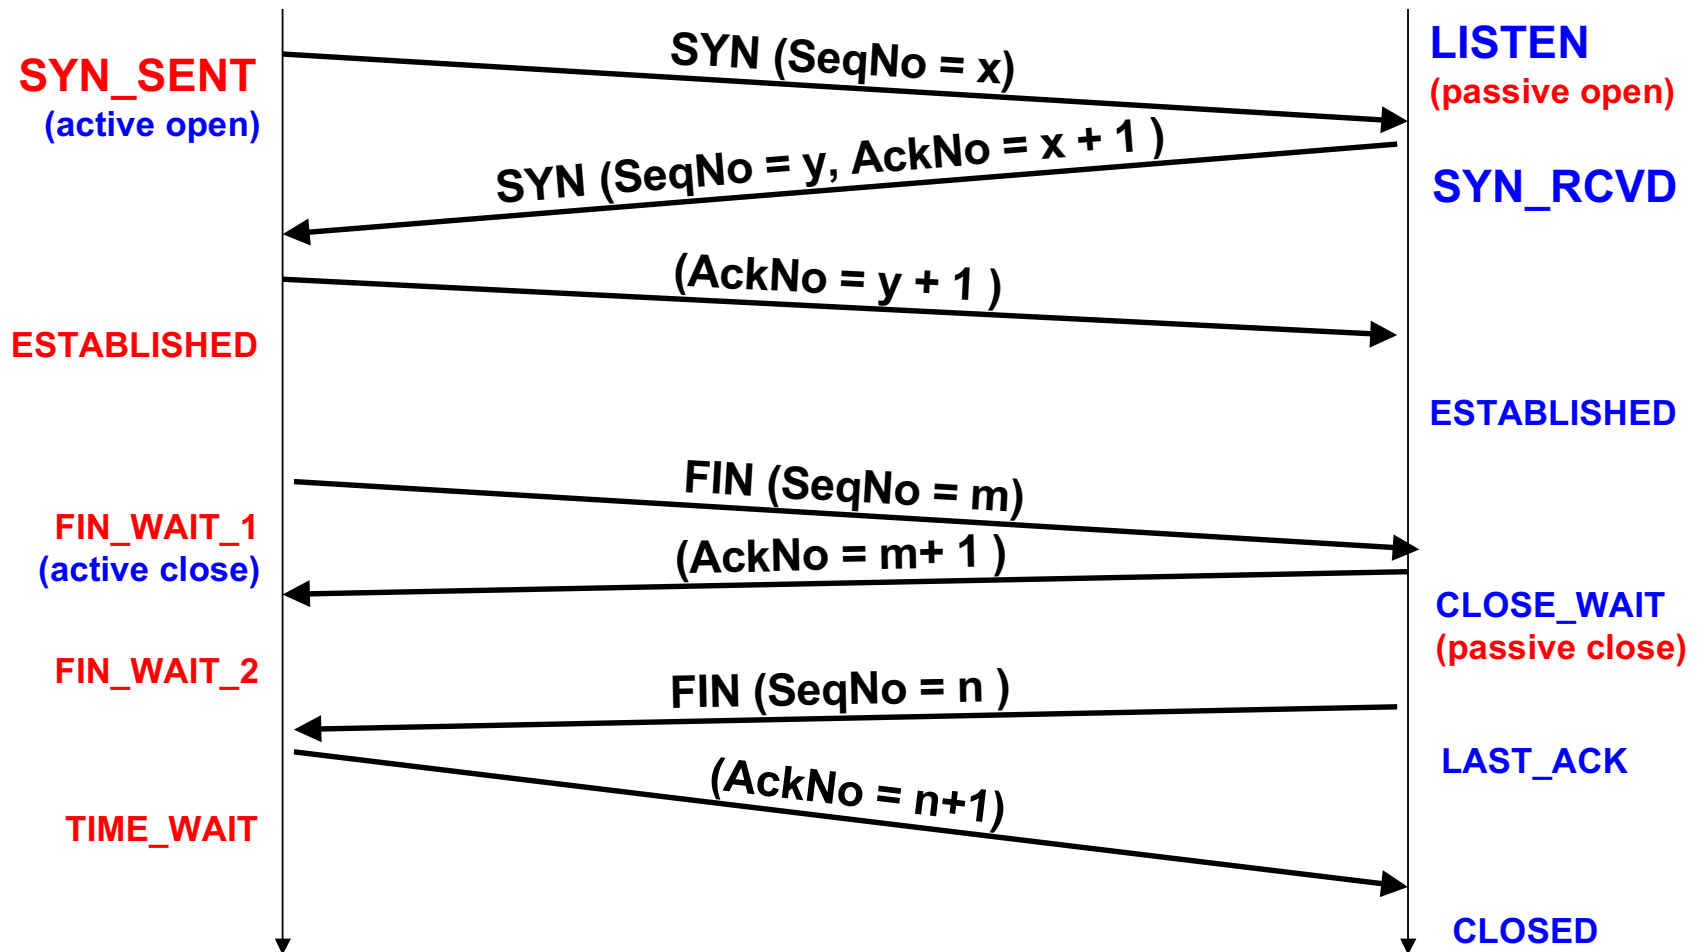 SYN (SeqNo = x)
LISTEN
SYN_SENT
(passive open)
(active open)
SYN (SeqNo = y, AckNo = x + 1 )
SYN_RCVD
(AckNo = y + 1 )
ESTABLISHED
ESTABLISHED
FIN (SeqNo = m)
FIN_WAIT_1
(AckNo = m+ 1 )
(active close)
CLOSE_WAIT
(passive close)
FIN_WAIT_2
FIN (SeqNo = n )
LAST_ACK
(AckNo = n+1)
TIME_WAIT
CLOSED